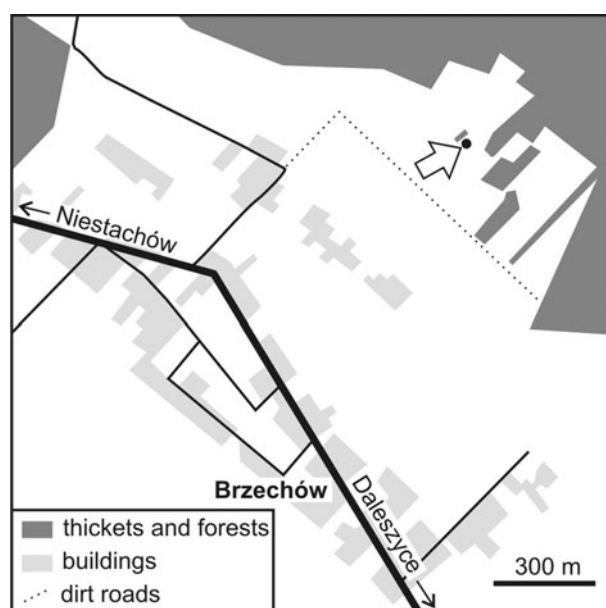 Niestachów
Brzechów
Daleszyce
thickets and forests
buildings
dirt roads
300 m